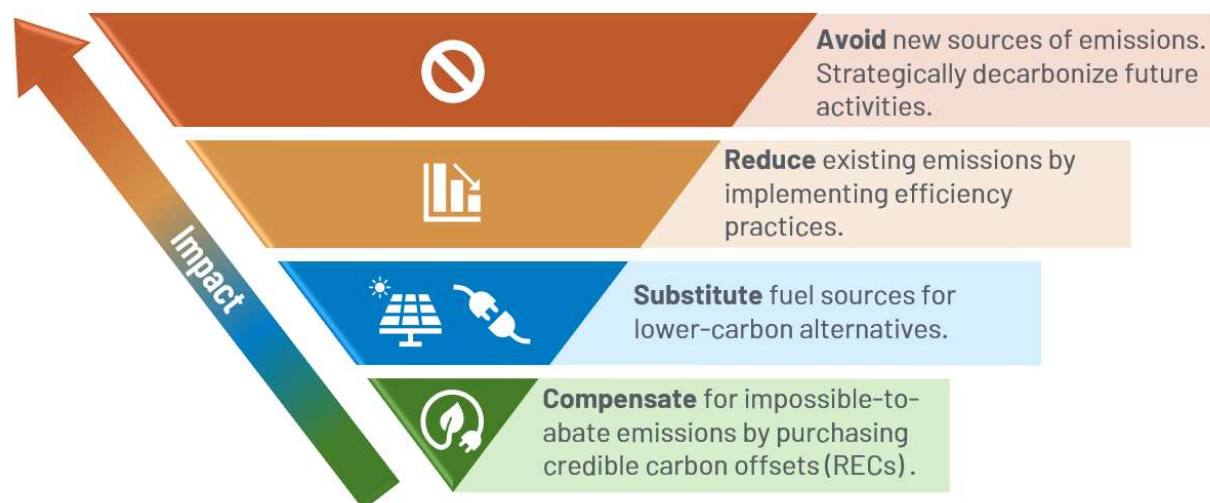 Avoid new sources of emissions.
Strategically decarbonize future
activities.
Reduce existing emissions by
implementing efficiency
practices.
Impact
Substitute fuel sources for
lower-carbon alternatives.
Compensate for impossible-to-
abate emissions by purchasing
credible carbon offsets (RECs) .